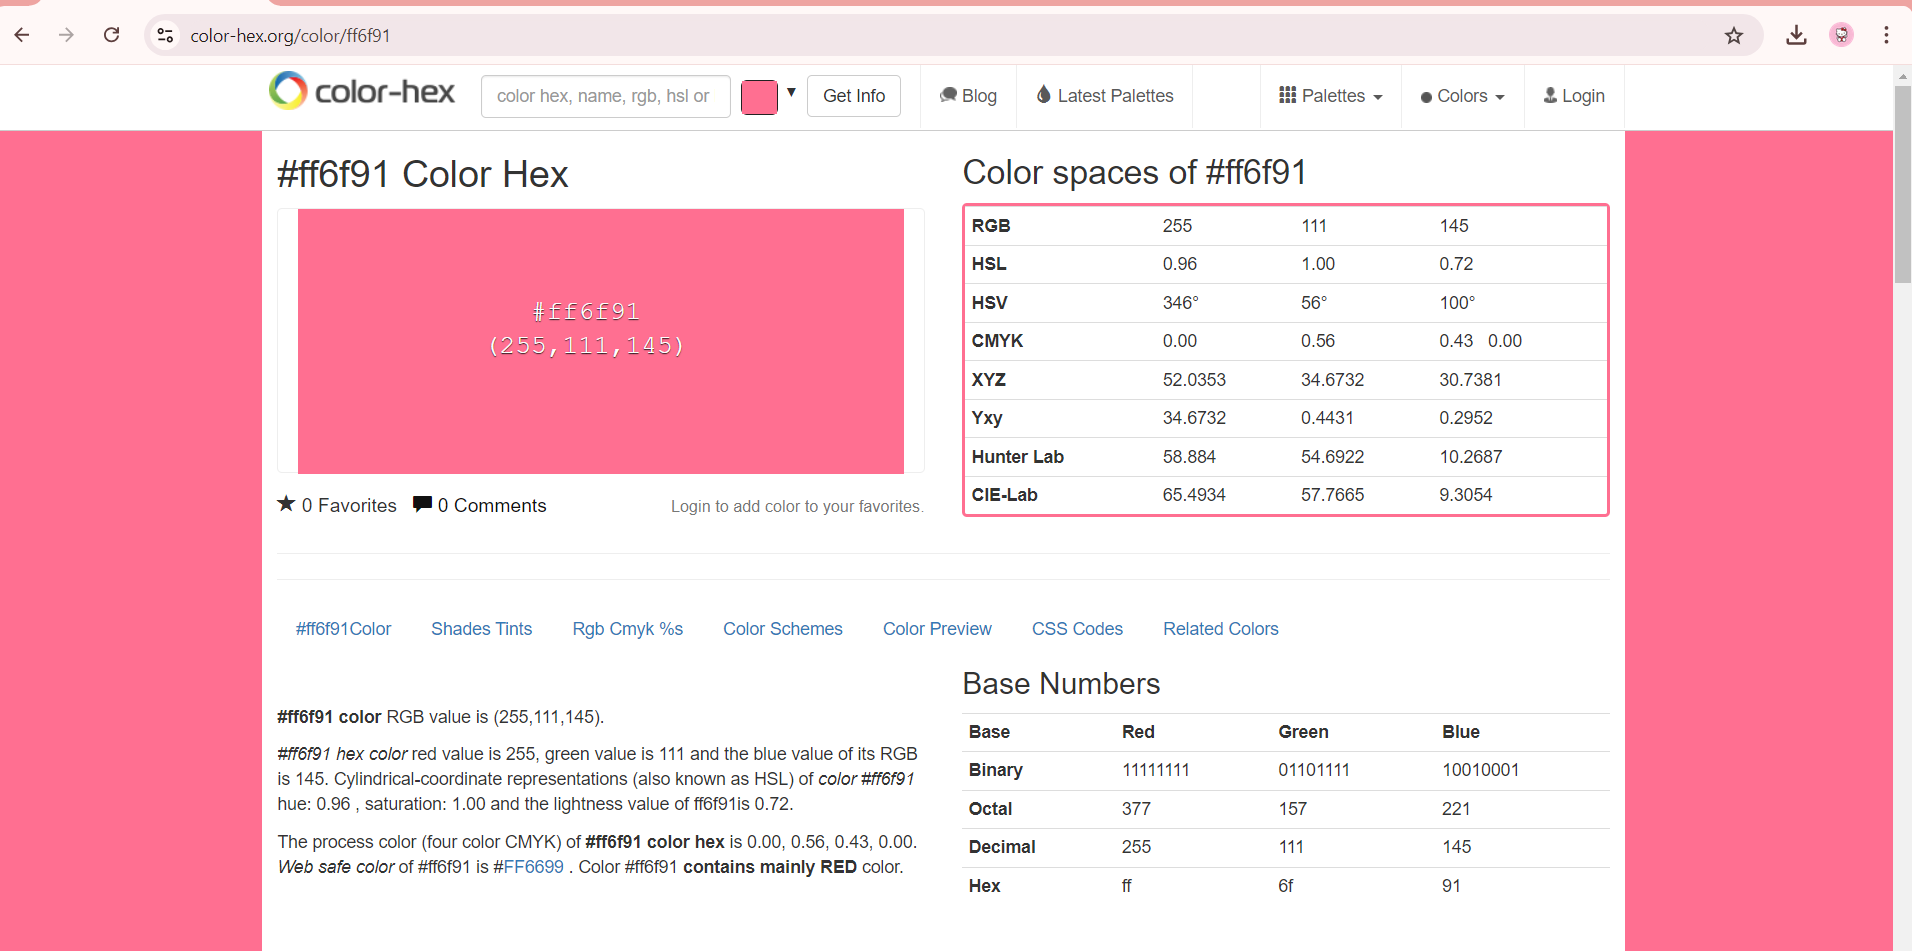 color-hex.org/color/ff6f91
color-hex
color hex, name, rgb, hsl or
▼
Get Info
Blog
Latest Palettes
Palettes
Colors
Login
#ff6f91 Color Hex
#ff6f91
(255,111,145)
0 Favorites 0 Comments Login to add color to your favorites.
Color spaces of #ff6f91
RGB 255 111 145
HSL 0.96 1.00 0.72
HSV 346° 56° 100°
CMYK 0.00 0.56 0.43 0.00
XYZ 52.0353 34.6732 30.7381
Yxy 34.6732 0.4431 0.2952
Hunter Lab 58.884 54.6922 10.2687
CIE-Lab 65.4934 57.7665 9.3054
#ff6f91Color Shades Tints Rgb Cmyk %s Color Schemes Color Preview CSS Codes Related Colors
#ff6f91 color RGB value is (255,111,145).
#ff6f91 hex color red value is 255, green value is 111 and the blue value of its RGB
is 145. Cylindrical-coordinate representations (also known as HSL) of color #ff6f91
hue: 0.96 , saturation: 1.00 and the lightness value of ff6f91is 0.72.
The process color (four color CMYK) of #ff6f91 color hex is 0.00, 0.56, 0.43, 0.00.
Web safe color of #ff6f91 is #FF6699 . Color #ff6f91 contains mainly RED color.
Base Numbers
Base Red Green Blue
Binary 11111111 01101111 10010001
Octal 377 157 221
Decimal 255 111 145
Hex ff 6f 91